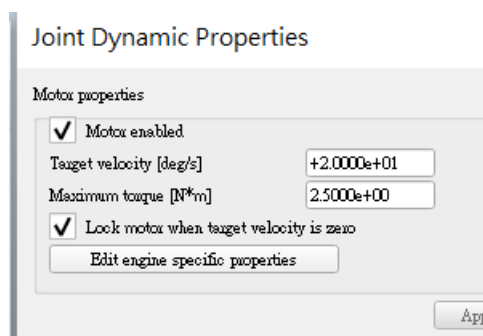 Joint Dynamic Properties
Motor properties
Motor enabled
Target velocity [deg/s] +2.0000e+01
Maximum torque [N*m] 2.5000e+00
Lock motor when target velocity is zero
Edit engine specific properties
App